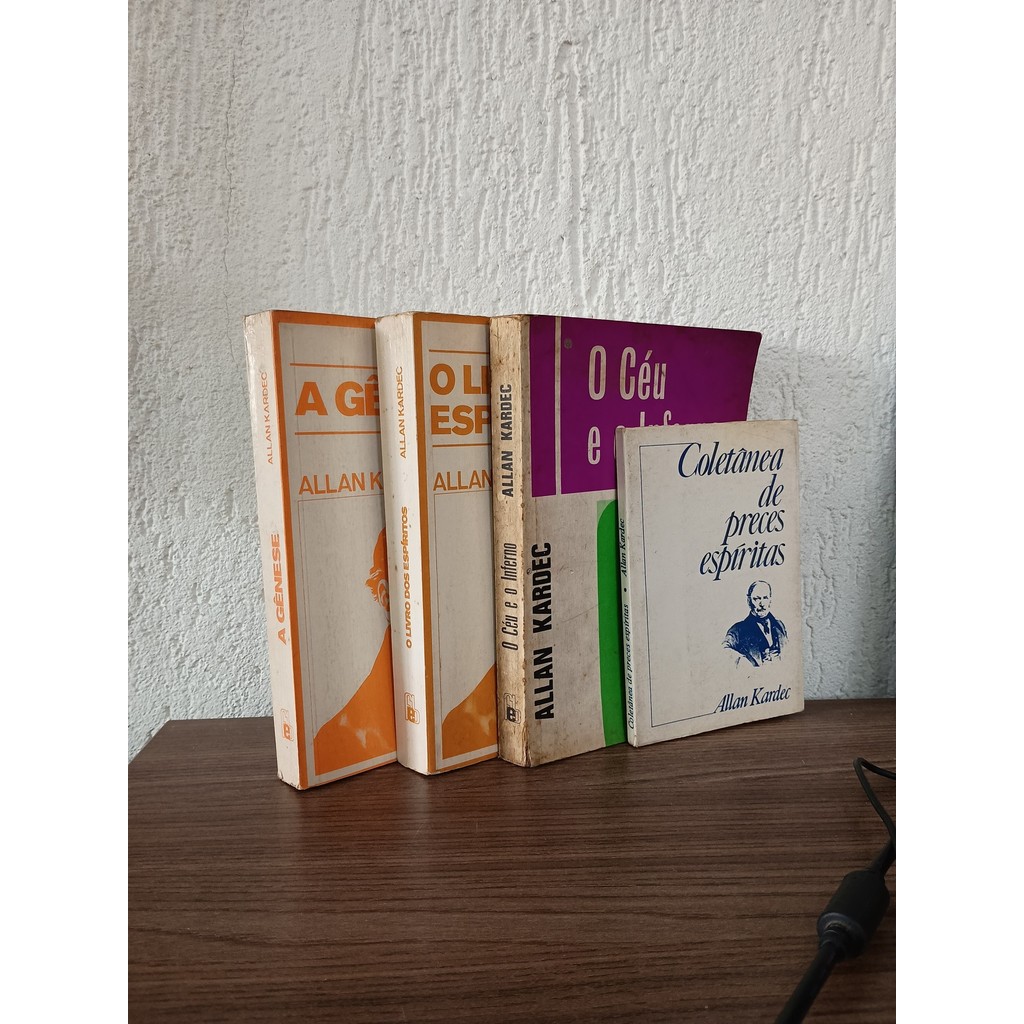 ALLAN KARDEC
A GÊNESE
A GÊ
ALLAN K
ALLAN KARDEC
O LIVRO DOS ESPÍRITOS
O LI
ESP
ALLAN
ALLAN KARDEC
O Céu e o Inferno
O Céu
e o Inf
ALLAN KARDEC
Coletânea de preces espíritas • Allan Kardec
Coletânea
de
preces
espíritas
Allan Kardec